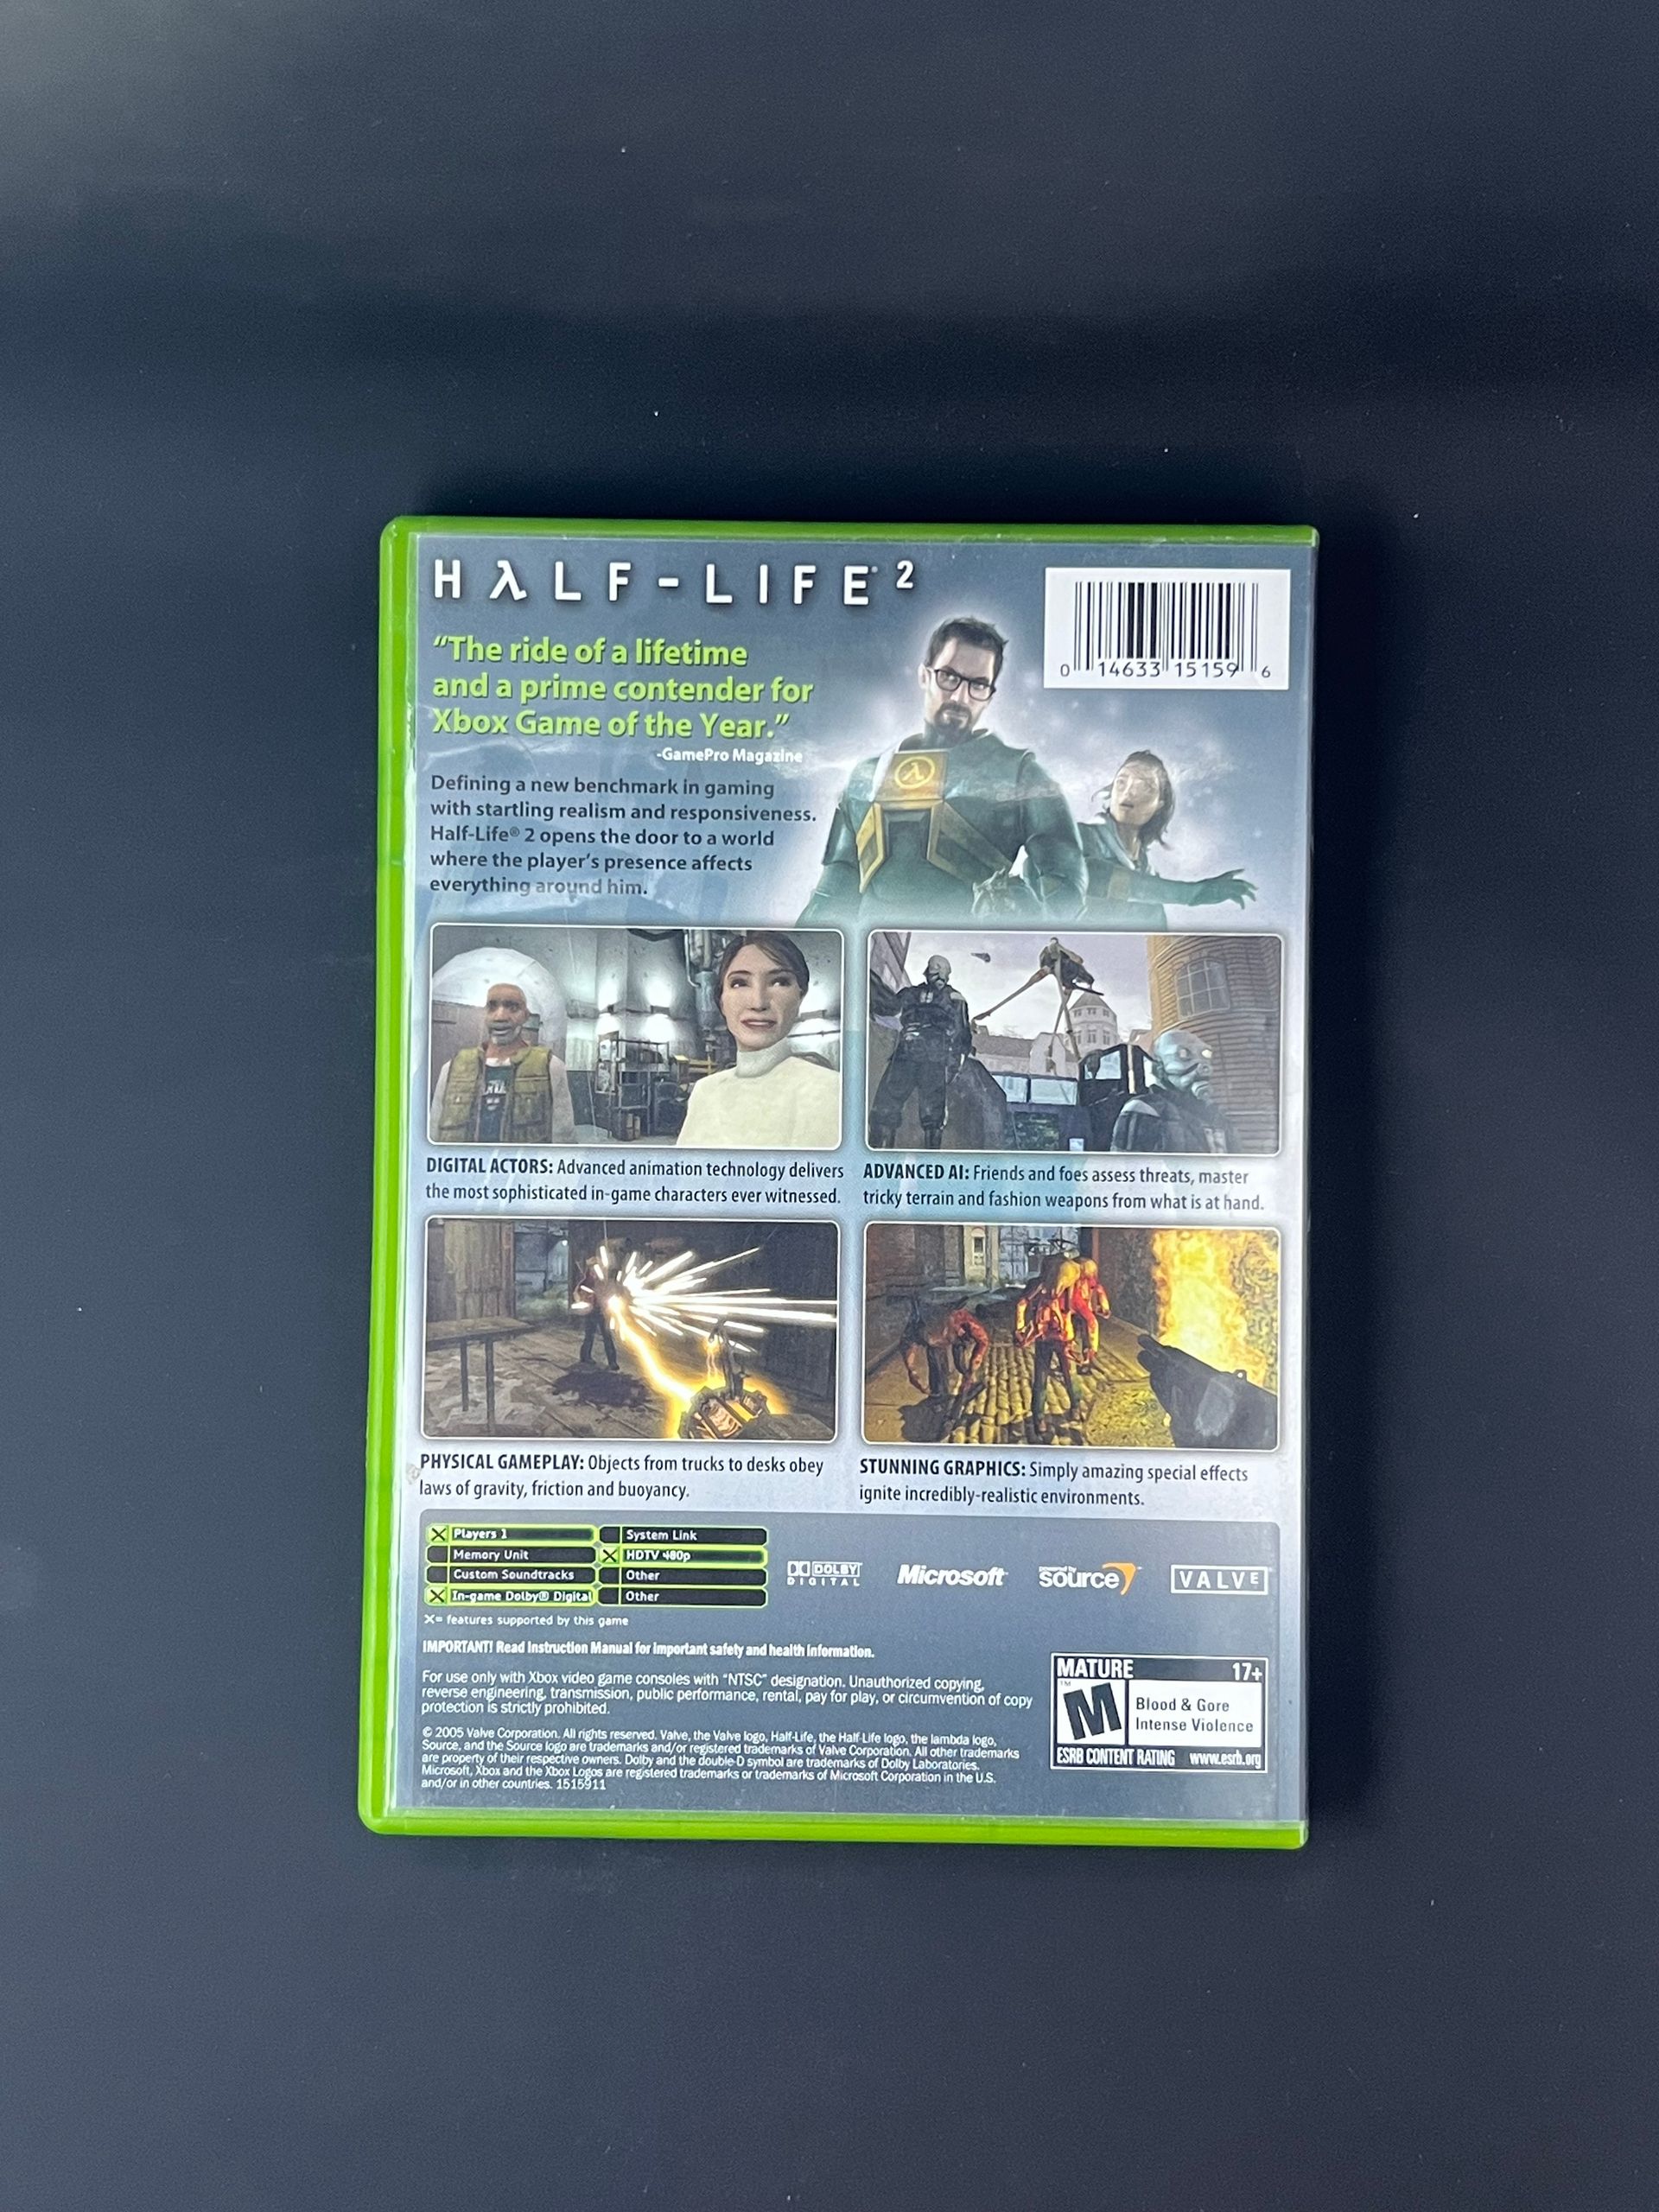 HλLF-LIFE® 2
0 14633 15159 6
“The ride of a lifetime
and a prime contender for
Xbox Game of the Year.”
-GamePro Magazine
Defining a new benchmark in gaming
with startling realism and responsiveness.
Half-Life® 2 opens the door to a world
where the player's presence affects
everything around him.
DIGITAL ACTORS: Advanced animation technology delivers
the most sophisticated in-game characters ever witnessed.
ADVANCED AI: Friends and foes assess threats, master
tricky terrain and fashion weapons from what is at hand.
PHYSICAL GAMEPLAY: Objects from trucks to desks obey
laws of gravity, friction and buoyancy.
STUNNING GRAPHICS: Simply amazing special effects
ignite incredibly-realistic environments.
X Players 1
Memory Unit
Custom Soundtracks
X In-game Dolby® Digital
System Link
X HDTV 480p
Other
Other
X= features supported by this game
DOLBY
DIGITAL
Microsoft
powered by
source
VALVE
IMPORTANT! Read Instruction Manual for important safety and health information.
For use only with Xbox video game consoles with “NTSC” designation. Unauthorized copying,
reverse engineering, transmission, public performance, rental, pay for play, or circumvention of copy
protection is strictly prohibited.
© 2005 Valve Corporation. All rights reserved. Valve, the Valve logo, Half-Life, the Half-Life logo, the lambda logo,
Source, and the Source logo are trademarks and/or registered trademarks of Valve Corporation. All other trademarks
are property of their respective owners. Dolby and the double-D symbol are trademarks of Dolby Laboratories.
Microsoft, Xbox and the Xbox Logos are registered trademarks or trademarks of Microsoft Corporation in the U.S.
and/or in other countries. 1515911
MATURE 17+
M
Blood & Gore
Intense Violence
ESRB CONTENT RATING www.esrb.org